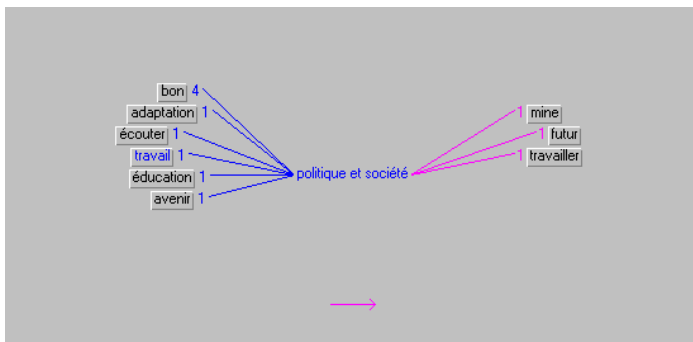 bon 4
adaptation 1
1 mine
écouter 1
1 futur
travail 1
1 travailler
éducation 1
politique et société
avenir 1